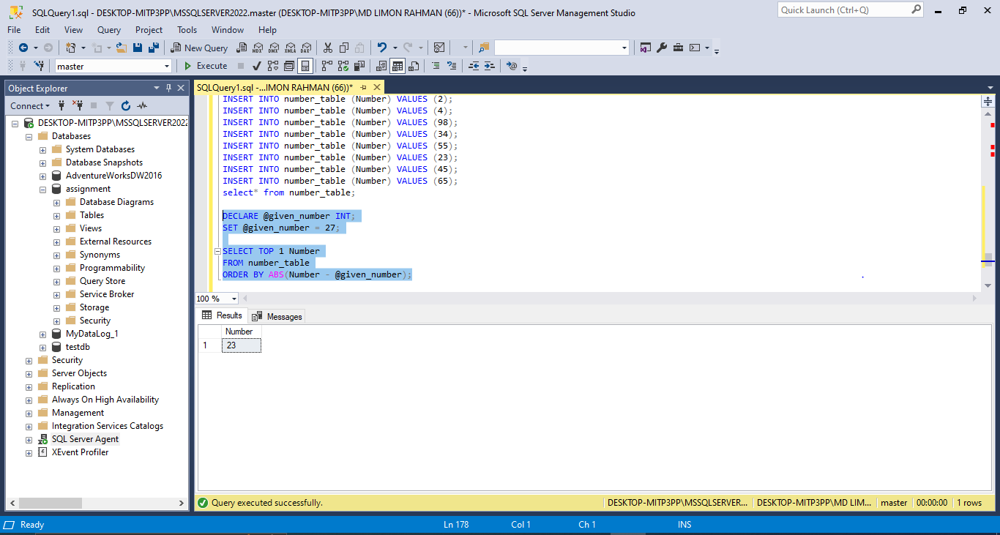 SQLQuery1.sql - DESKTOP-MITP3PP\MSSQLSERVER2022.master (DESKTOP-MITP3PP\MD LIMON RAHMAN (66))* - Microsoft SQL Server Management Studio
Quick Launch (Ctrl+Q)
File Edit View Query Project Tools Window Help
New Query MDX DMX XMLA DAX
master Execute
Object Explorer
Connect
DESKTOP-MITP3PP\MSSQLSERVER2022
Databases
System Databases
Database Snapshots
AdventureWorksDW2016
assignment
Database Diagrams
Tables
Views
External Resources
Synonyms
Programmability
Query Store
Service Broker
Storage
Security
MyDataLog_1
testdb
Security
Server Objects
Replication
Always On High Availability
Management
Integration Services Catalogs
SQL Server Agent
XEvent Profiler
SQLQuery1.sql -...IMON RAHMAN (66))*
INSERT INTO number_table (Number) VALUES (2);
INSERT INTO number_table (Number) VALUES (4);
INSERT INTO number_table (Number) VALUES (98);
INSERT INTO number_table (Number) VALUES (34);
INSERT INTO number_table (Number) VALUES (55);
INSERT INTO number_table (Number) VALUES (23);
INSERT INTO number_table (Number) VALUES (45);
INSERT INTO number_table (Number) VALUES (65);
select* from number_table;
DECLARE @given_number INT;
SET @given_number = 27;
SELECT TOP 1 Number
FROM number_table
ORDER BY ABS(Number - @given_number);
100 %
Results Messages
Number
1 23
Query executed successfully. DESKTOP-MITP3PP\MSSQLSERVER... DESKTOP-MITP3PP\MD LIM... master 00:00:00 1 rows
Ready Ln 178 Col 1 Ch 1 INS